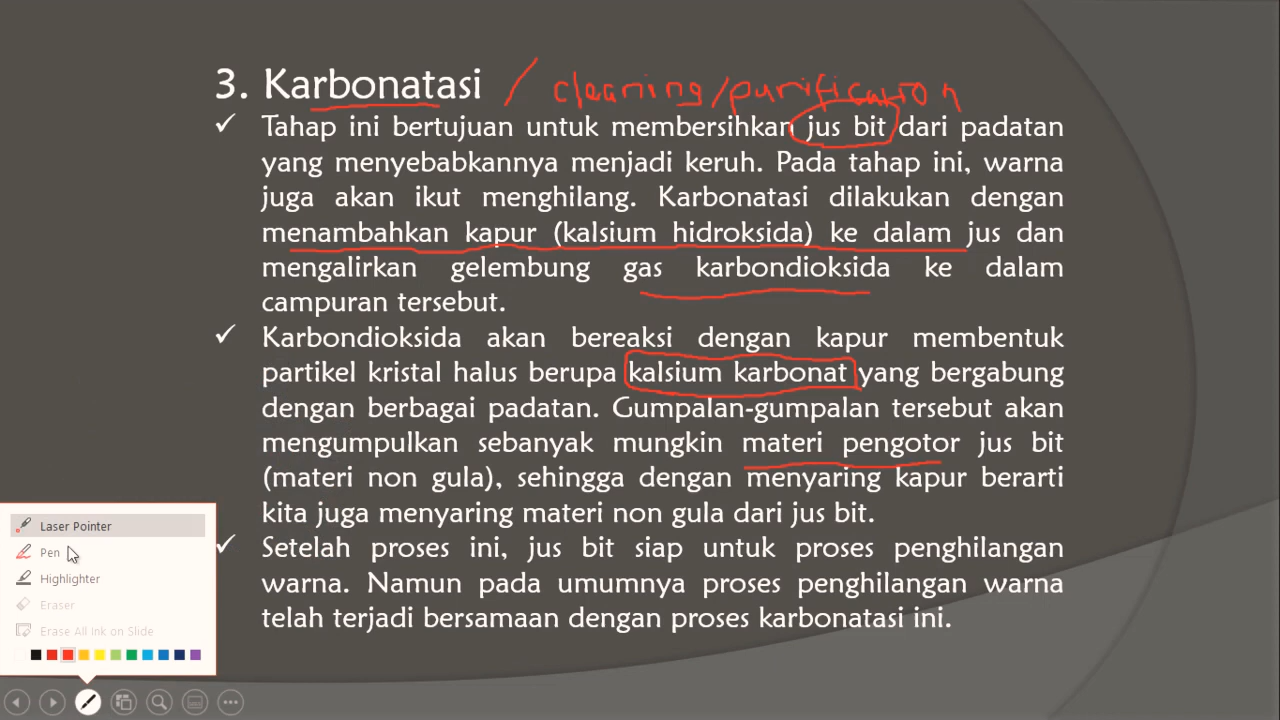 3. Karbonatasi / cleaning/purification
✓ Tahap ini bertujuan untuk membersihkan jus bit dari padatan
yang menyebabkannya menjadi keruh. Pada tahap ini, warna
juga akan ikut menghilang. Karbonatasi dilakukan dengan
menambahkan kapur (kalsium hidroksida) ke dalam jus dan
mengalirkan gelembung gas karbondioksida ke dalam
campuran tersebut.
✓ Karbondioksida akan bereaksi dengan kapur membentuk
partikel kristal halus berupa kalsium karbonat yang bergabung
dengan berbagai padatan. Gumpalan-gumpalan tersebut akan
mengumpulkan sebanyak mungkin materi pengotor jus bit
(materi non gula), sehingga dengan menyaring kapur berarti
kita juga menyaring materi non gula dari jus bit.
✓ Setelah proses ini, jus bit siap untuk proses penghilangan
warna. Namun pada umumnya proses penghilangan warna
telah terjadi bersamaan dengan proses karbonatasi ini.
Laser Pointer
Pen
Highlighter
Eraser
Erase All Ink on Slide